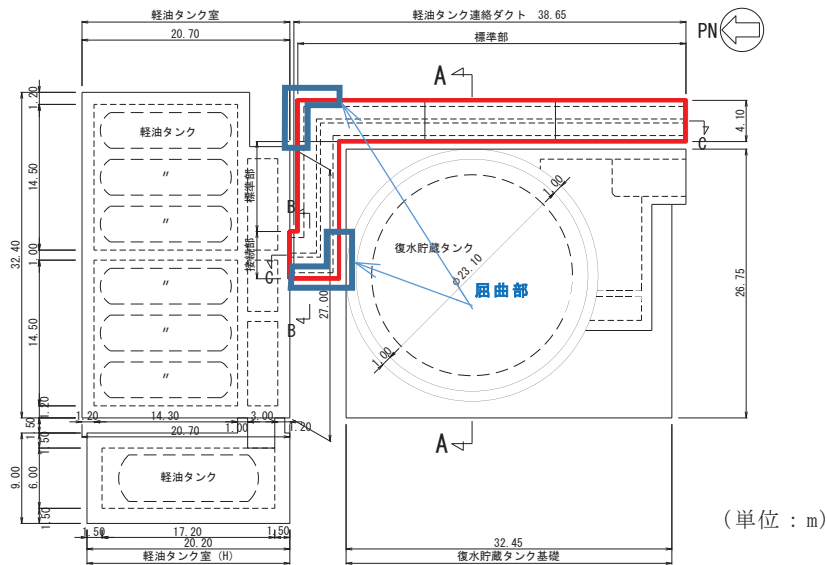 軽油タンク室
軽油タンク連絡ダクト 38.65
20.70
標準部
PN
A
1.20
4.10
軽油タンク
C
14.50
〃
標準部
1.00
1.00
〃
B
32.40
復水貯蔵タンク
1.00
接続部
φ23.10
26.75
C
〃
屈曲部
27.00
14.50
〃
B
〃
1.00
1.20
1.20
14.30
3.00
1.50
20.70
1.00
1.20
A
1.50
9.00
6.00
軽油タンク
1.50
1.50
17.20
1.50
(単位:m)
20.20
32.45
軽油タンク室(H)
復水貯蔵タンク基礎